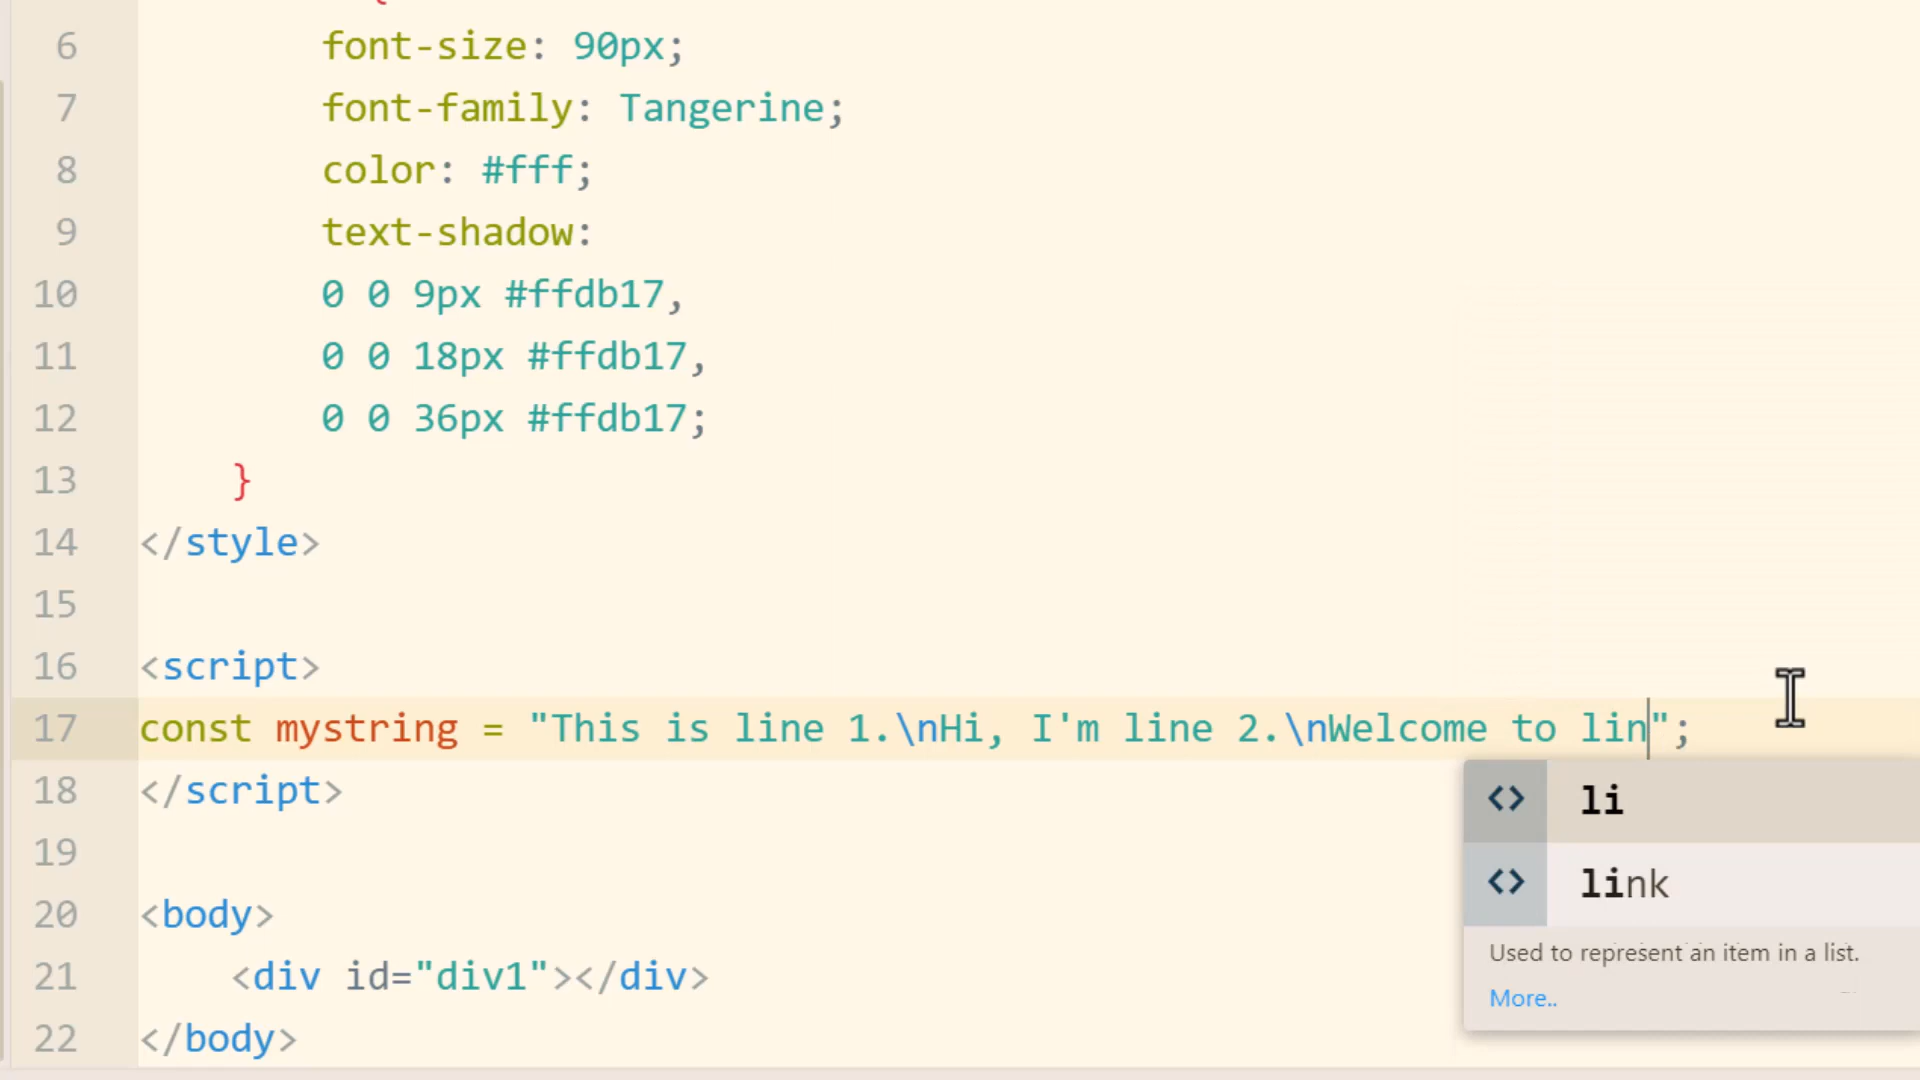 {
6 font-size: 90px;
7 font-family: Tangerine;
8 color: #fff;
9 text-shadow:
10 0 0 9px #ffdb17,
11 0 0 18px #ffdb17,
12 0 0 36px #ffdb17;
13 }
14 </style>
15
16 <script>
17 const mystring = "This is line 1.\nHi, I'm line 2.\nWelcome to lin";
18 </script>
li
link
19
20 <body>
Used to represent an item in a list.
21 <div id="div1"></div>
More..
22 </body>